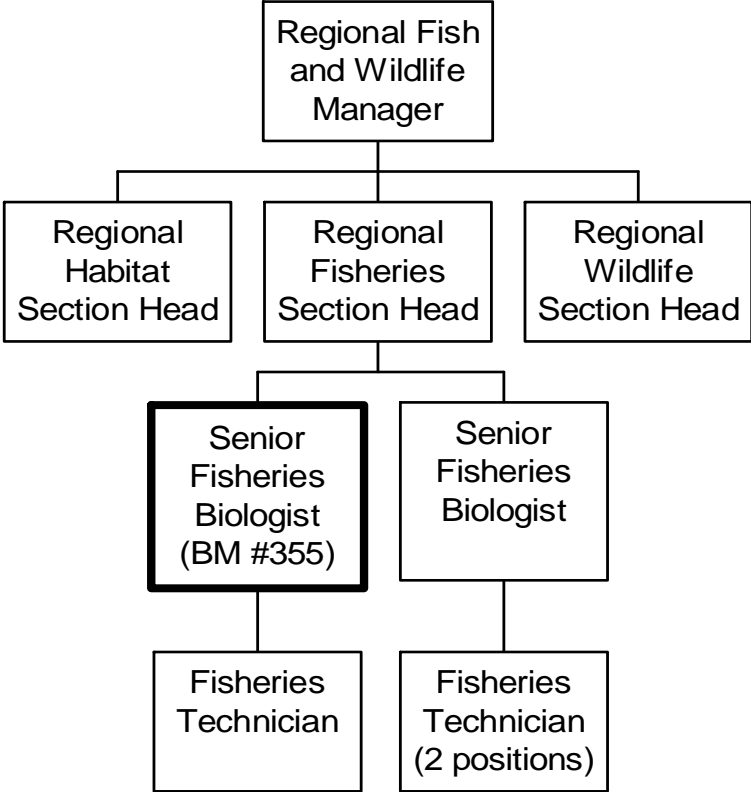 Regional Fish
and Wildlife
Manager
Regional
Habitat
Section Head
Regional
Fisheries
Section Head
Regional
Wildlife
Section Head
Senior
Fisheries
Biologist
(BM #355)
Senior
Fisheries
Biologist
Fisheries
Technician
Fisheries
Technician
(2 positions)